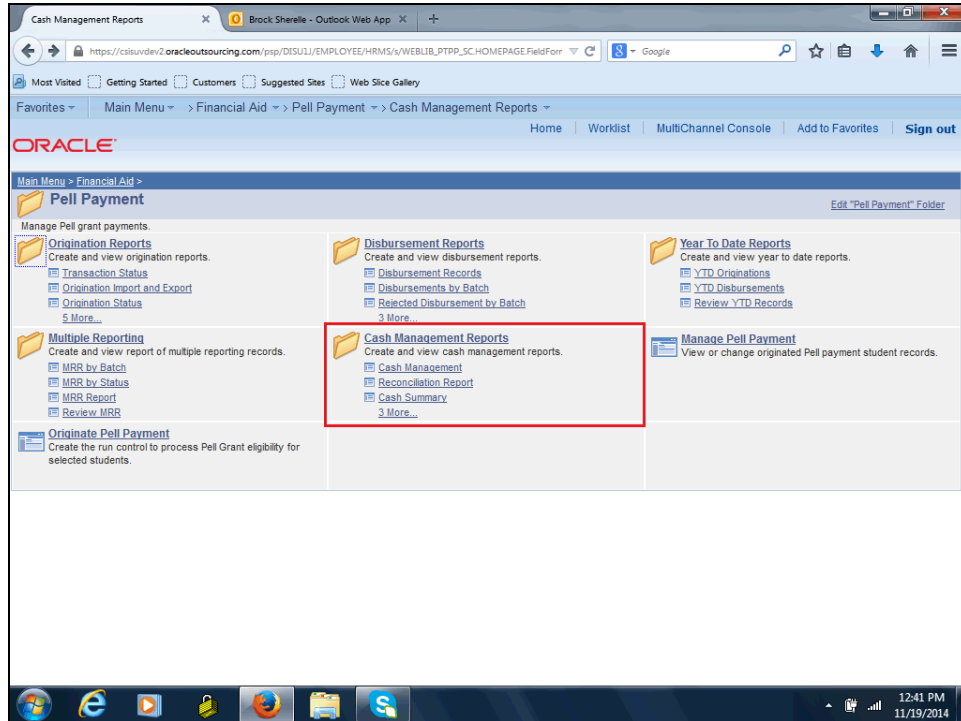 Cash Management Reports
Brock Sherelle - Outlook Web App
https://csisuvdev2.oracleoutsourcing.com/psp/DISU1J/EMPLOYEE/HRMS/s/WEBLIB_PTPP_SC.HOMEPAGE.FieldForr
Google
Most Visited Getting Started Customers Suggested Sites Web Slice Gallery
Favorites Main Menu > Financial Aid > Pell Payment > Cash Management Reports
Home Worklist MultiChannel Console Add to Favorites Sign out
ORACLE
Main Menu > Financial Aid >
Pell Payment
Edit "Pell Payment" Folder
Manage Pell grant payments.
Origination Reports
Create and view origination reports.
Transaction Status
Origination Import and Export
Origination Status
5 More...
Disbursement Reports
Create and view disbursement reports.
Disbursement Records
Disbursements by Batch
Rejected Disbursement by Batch
3 More...
Year To Date Reports
Create and view year to date reports.
YTD Originations
YTD Disbursements
Review YTD Records
Multiple Reporting
Create and view report of multiple reporting records.
MRR by Batch
MRR by Status
MRR Report
Review MRR
Cash Management Reports
Create and view cash management reports.
Cash Management
Reconciliation Report
Cash Summary
3 More...
Manage Pell Payment
View or change originated Pell payment student records.
Originate Pell Payment
Create the run control to process Pell Grant eligibility for
selected students.
12:41 PM
11/19/2014